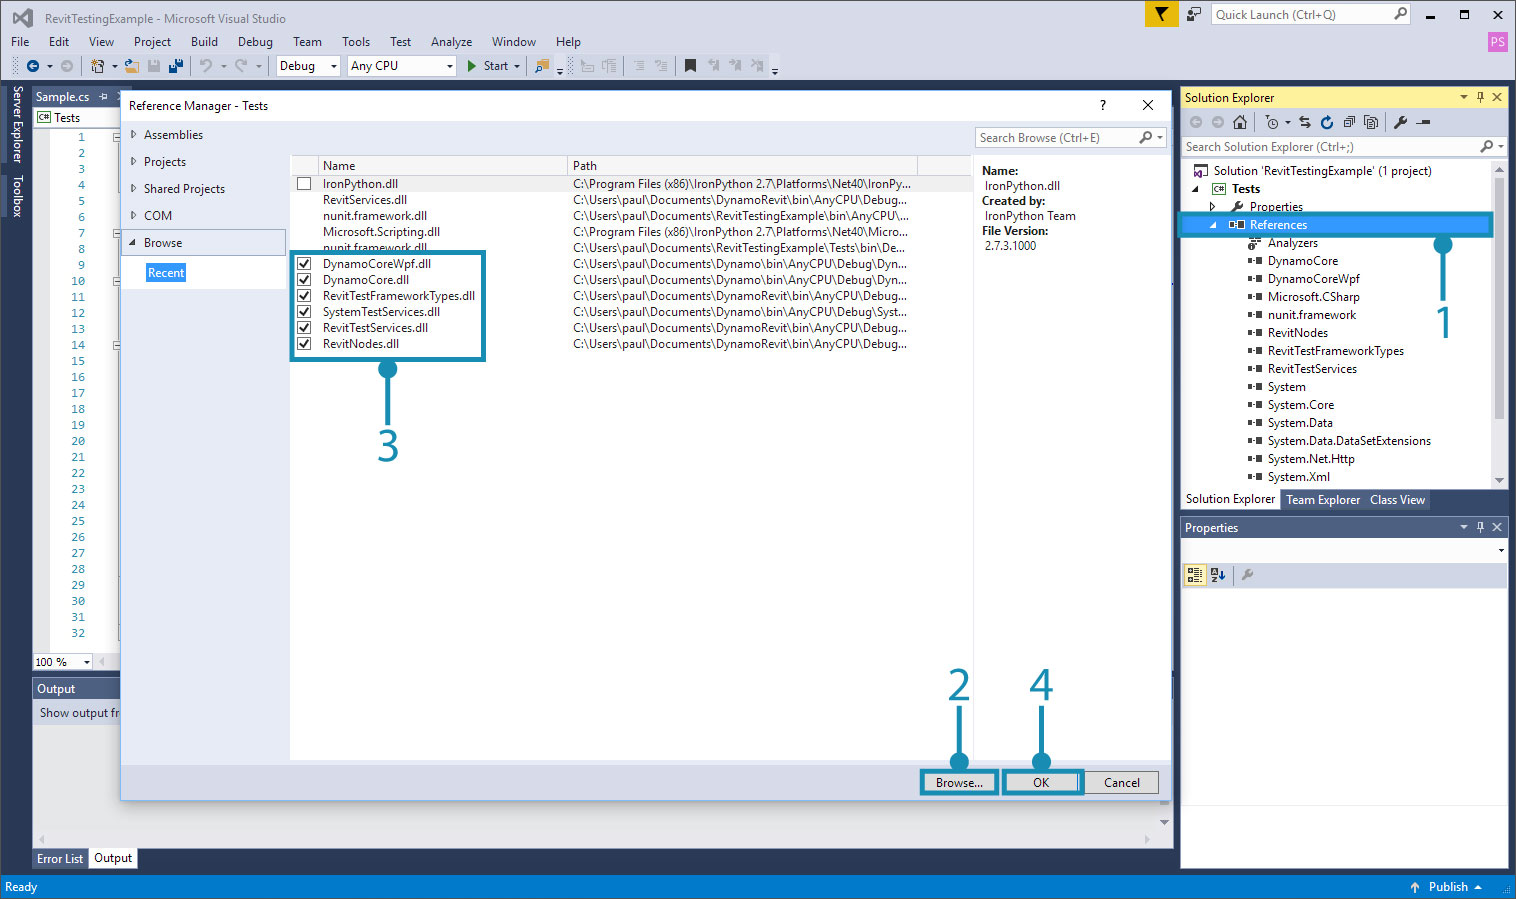 RevitTestingExample - Microsoft Visual Studio
Quick Launch (Ctrl+Q)
File Edit View Project Build Debug Team Tools Test Analyze Window Help
PS
Debug Any CPU Start
Server Explorer
Toolbox
Sample.cs
C# Tests
1
2
3
4
5
6
7
8
9
10
11
12
13
14
15
16
17
18
19
20
21
22
23
24
25
26
27
28
29
30
31
32
100 %
Output
Show output fr
Error List Output
Ready
Publish
Reference Manager - Tests
?
Assemblies
Projects
Shared Projects
COM
Browse
Recent
Search Browse (Ctrl+E)
Name Path
IronPython.dll C:\Program Files (x86)\IronPython 2.7\Platforms\Net40\IronPy...
RevitServices.dll C:\Users\paul\Documents\DynamoRevit\bin\AnyCPU\Debug...
nunit.framework.dll C:\Users\paul\Documents\RevitTestingExample\bin\AnyCPU\...
Microsoft.Scripting.dll C:\Program Files (x86)\IronPython 2.7\Platforms\Net40\Micro...
nunit.framework.dll C:\Users\paul\Documents\RevitTestingExample\Tests\bin\De...
DynamoCoreWpf.dll C:\Users\paul\Documents\Dynamo\bin\AnyCPU\Debug\Dyn...
DynamoCore.dll C:\Users\paul\Documents\Dynamo\bin\AnyCPU\Debug\Dyn...
RevitTestFrameworkTypes.dll C:\Users\paul\Documents\DynamoRevit\bin\AnyCPU\Debug...
SystemTestServices.dll C:\Users\paul\Documents\Dynamo\bin\AnyCPU\Debug\Syst...
RevitTestServices.dll C:\Users\paul\Documents\DynamoRevit\bin\AnyCPU\Debug...
RevitNodes.dll C:\Users\paul\Documents\DynamoRevit\bin\AnyCPU\Debug...
Name:
IronPython.dll
Created by:
IronPython Team
File Version:
2.7.3.1000
3
2
4
Browse... OK Cancel
Solution Explorer
Search Solution Explorer (Ctrl+;)
Solution 'RevitTestingExample' (1 project)
C# Tests
Properties
References
Analyzers
DynamoCore
DynamoCoreWpf
Microsoft.CSharp
nunit.framework
RevitNodes
RevitTestFrameworkTypes
RevitTestServices
System
System.Core
System.Data
System.Data.DataSetExtensions
System.Net.Http
System.Xml
1
Solution Explorer Team Explorer Class View
Properties